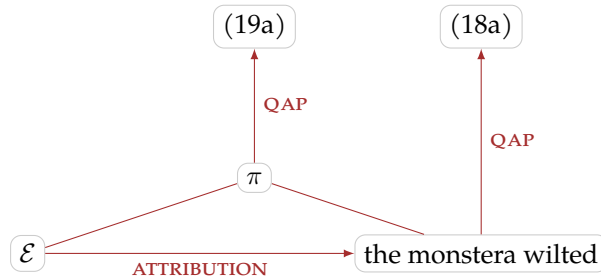 (19a) (18a)
QAP QAP
π
ℰ the monstera wilted
ATTRIBUTION